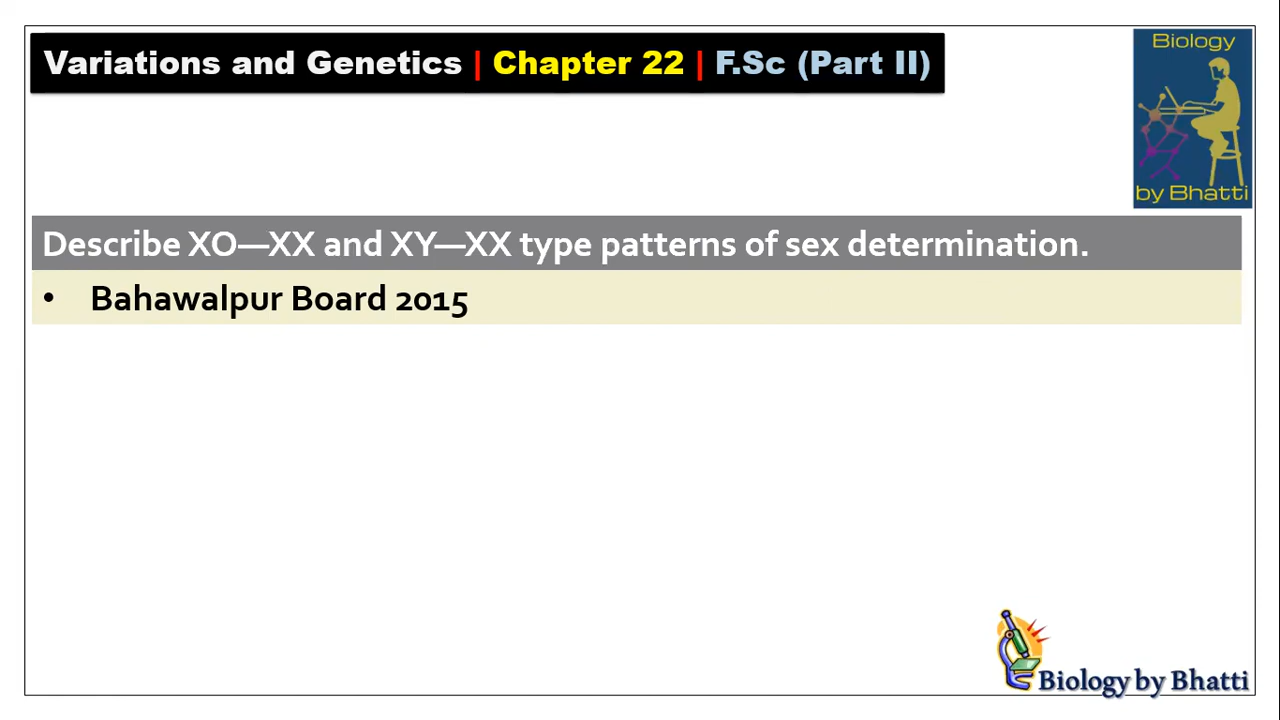 Variations and Genetics | Chapter 22 | F.Sc (Part II)
Biology
by Bhatti
Describe XO—XX and XY—XX type patterns of sex determination.
• Bahawalpur Board 2015
Biology by Bhatti